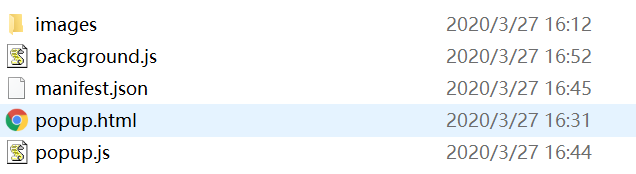 images 2020/3/27 16:12
background.js 2020/3/27 16:52
manifest.json 2020/3/27 16:45
popup.html 2020/3/27 16:31
popup.js 2020/3/27 16:44